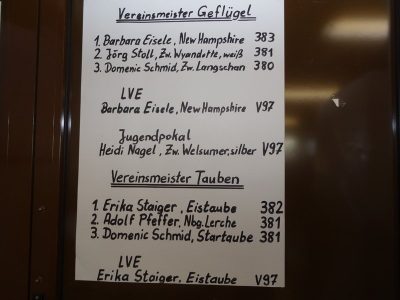 Vereinsmeister Geflügel
1. Barbara Eisele, New Hampshire 383
2. Jörg Stoll, Zw. Wyandotte, weiß 381
3. Domenic Schmid, Zw. Langschan 380
LVE
Barbara Eisele, New Hampshire V97
Jugendpokal
Heidi Nagel, Zw. Welsumer, silber V97
Vereinsmeister Tauben
1. Erika Staiger, Eistaube 382
2. Adolf Pfeffer, Nbg. Lerche 381
3. Domenic Schmid, Startaube 381
LVE
Erika Staiger, Eistaube V97